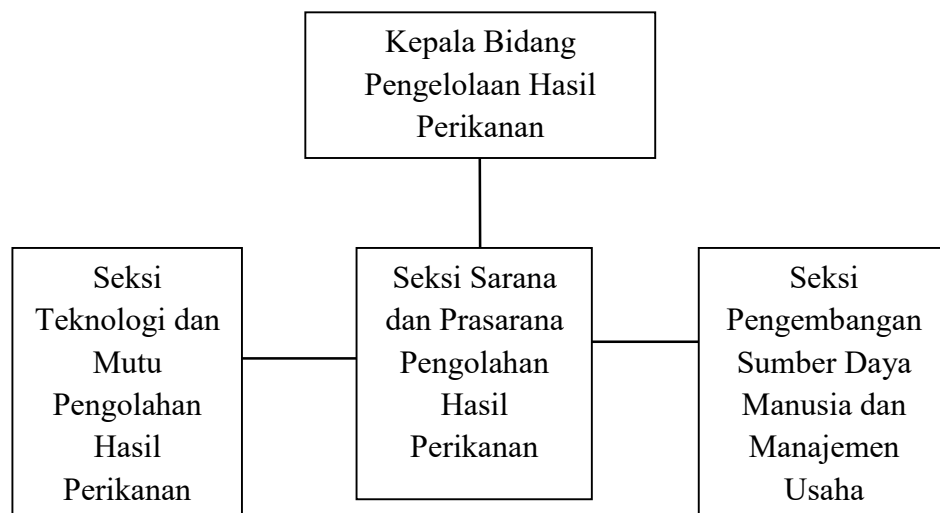 Kepala Bidang
Pengelolaan Hasil
Perikanan
Seksi
Teknologi dan
Mutu
Pengolahan
Hasil
Perikanan
Seksi Sarana
dan Prasarana
Pengolahan
Hasil
Perikanan
Seksi
Pengembangan
Sumber Daya
Manusia dan
Manajemen
Usaha